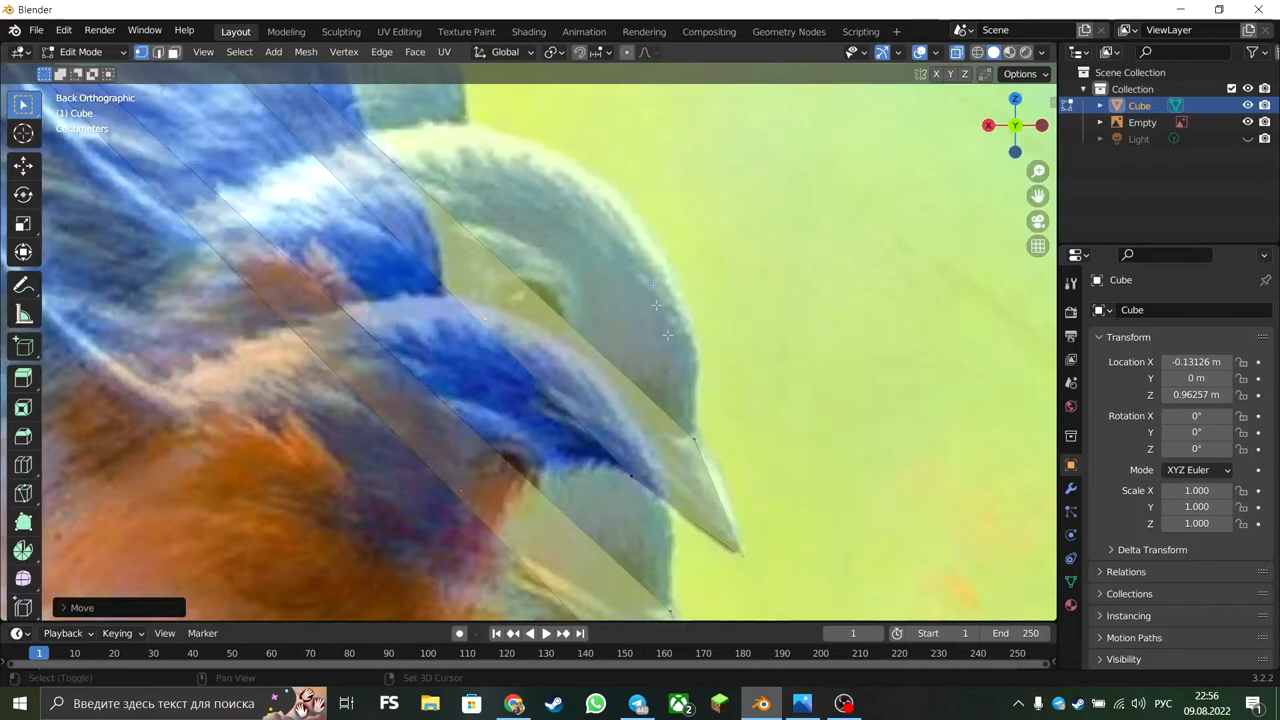 Blender
File Edit Render Window Help
Layout Modeling Sculpting UV Editing Texture Paint Shading Animation Rendering Compositing Geometry Nodes Scripting +
Scene
ViewLayer
Edit Mode View Select Add Mesh Vertex Edge Face UV Global
X Y Z Options
Back Orthographic
(1) Cube
Centimeters
Z
X Y
Move
Scene Collection
Collection
Cube
Empty
Light
Cube
Cube
Transform
Location X -0.13126 m
Y 0 m
Z 0.96257 m
Rotation X 0°
Y 0°
Z 0°
Mode XYZ Euler
Scale X 1.000
Y 1.000
Z 1.000
Delta Transform
Relations
Collections
Instancing
Motion Paths
Visibility
Playback Keying View Marker
1 Start 1 End 250
1 10 20 30 40 50 60 70 80 90 100 110 120 130 140 150 160 170 180 190 200 210 220 230 240 250
Select (Toggle) Pan View Set 3D Cursor 3.2.2
Введите здесь текст для поиска
FS
2
РУС
22:56
09.08.2022